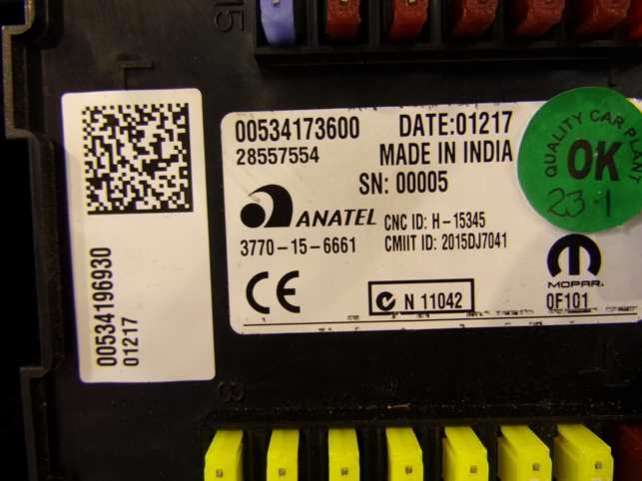 15
00534173600 DATE:01217
28557554 MADE IN INDIA
SN: 00005
ANATEL CNC ID: H-15345
3770-15-6661 CMIIT ID: 2015DJ7041
CE
N 11042
MOPAR.
0F101
QUALITY CAR PLANT
OK
23-1
00534196930
01217
8